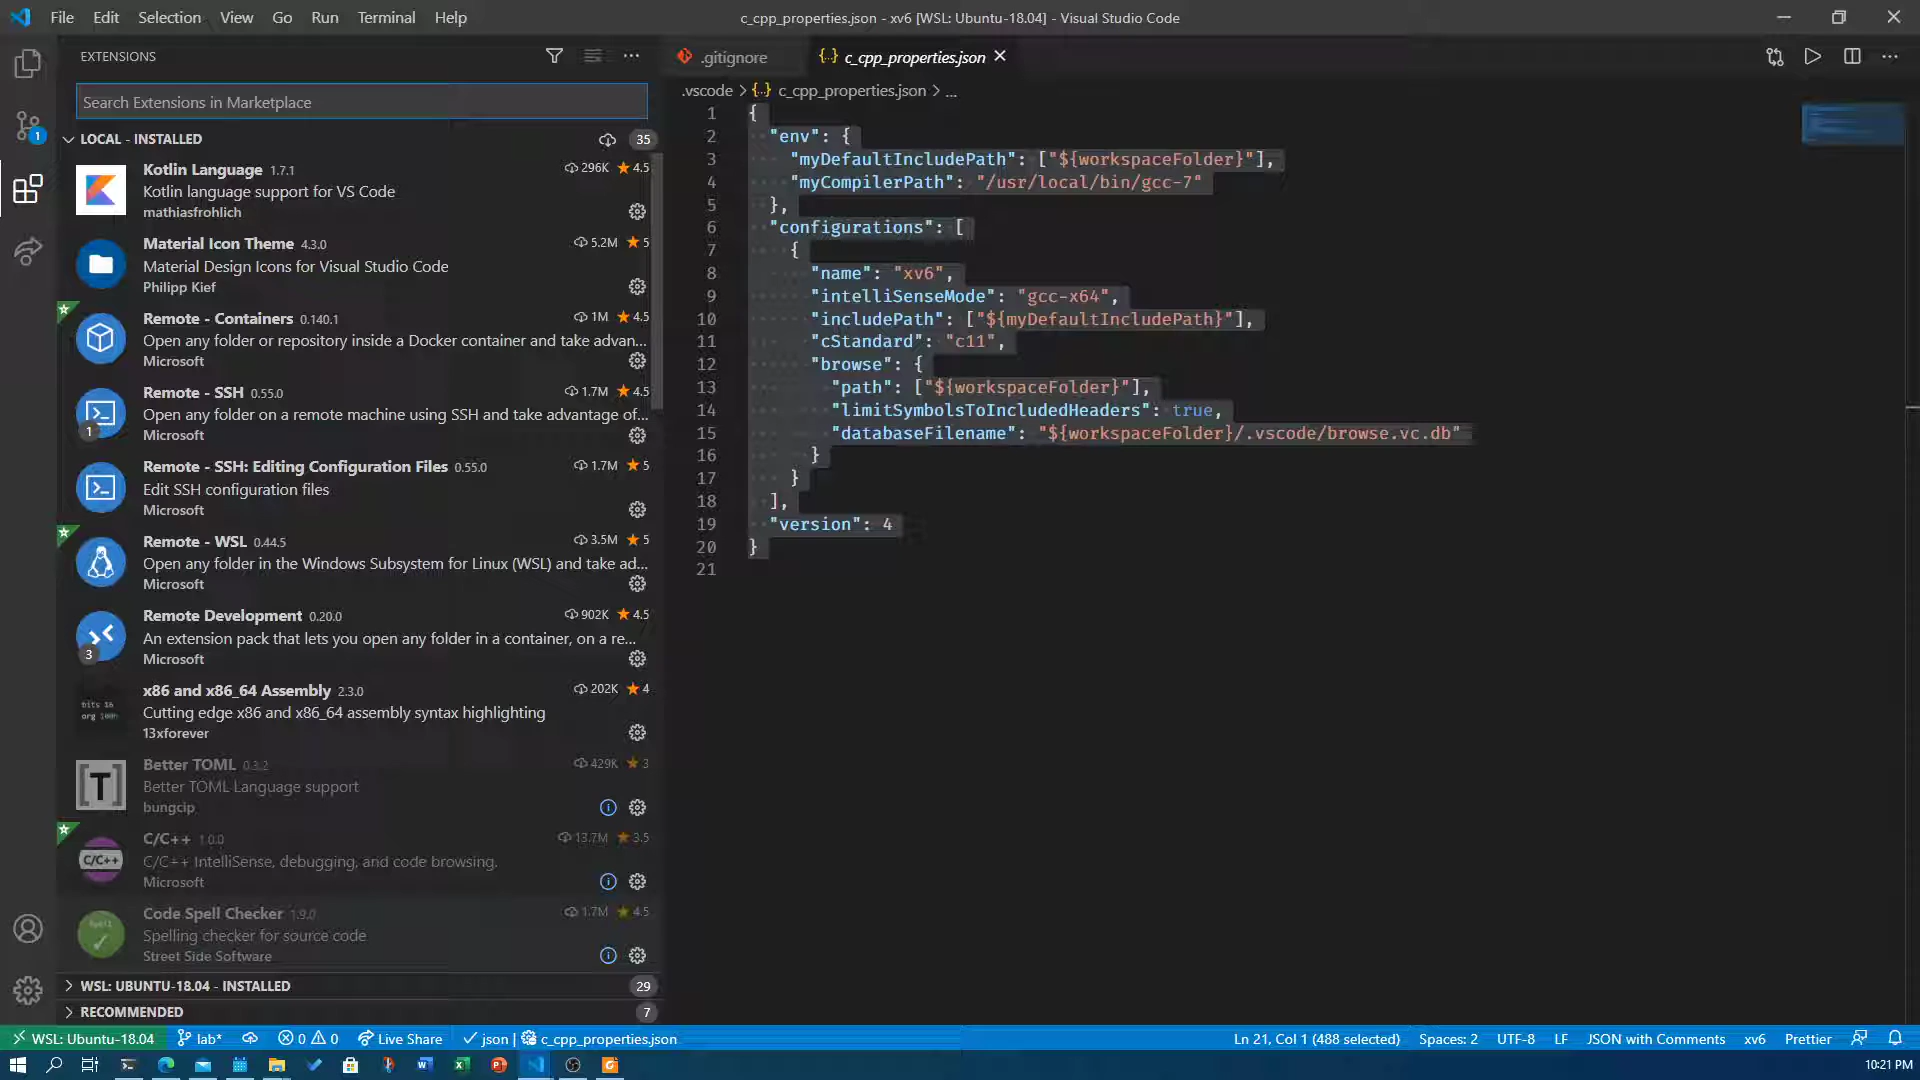 File Edit Selection View Go Run Terminal Help
c_cpp_properties.json - xv6 [WSL: Ubuntu-18.04] - Visual Studio Code
EXTENSIONS
Search Extensions in Marketplace
LOCAL - INSTALLED 35
Kotlin Language 1.7.1 296K 4.5
Kotlin language support for VS Code
mathiasfrohlich
Material Icon Theme 4.3.0 5.2M 5
Material Design Icons for Visual Studio Code
Philipp Kief
Remote - Containers 0.140.1 1M 4.5
Open any folder or repository inside a Docker container and take advan...
Microsoft
Remote - SSH 0.55.0 1.7M 4.5
Open any folder on a remote machine using SSH and take advantage of...
1
Microsoft
Remote - SSH: Editing Configuration Files 0.55.0 1.7M 5
Edit SSH configuration files
Microsoft
Remote - WSL 0.44.5 3.5M 5
Open any folder in the Windows Subsystem for Linux (WSL) and take ad...
Microsoft
Remote Development 0.20.0 902K 4.5
An extension pack that lets you open any folder in a container, on a re...
3
Microsoft
x86 and x86_64 Assembly 2.3.0 202K 4
bits 16
Cutting edge x86 and x86_64 assembly syntax highlighting
org 100h
13xforever
Better TOML 0.3.2 429K 3
[T]
Better TOML Language support
bungcip
C/C++ 1.0.0 13.7M 3.5
C/C++
C/C++ IntelliSense, debugging, and code browsing.
Microsoft
Code Spell Checker 1.9.0 1.7M 4.5
Spell
Spelling checker for source code
Street Side Software
WSL: UBUNTU-18.04 - INSTALLED 29
RECOMMENDED 7
1
.gitignore
{..} c_cpp_properties.json
.vscode > {..} c_cpp_properties.json > ...
1 {
2 "env": {
3 "myDefaultIncludePath": ["${workspaceFolder}"],
4 "myCompilerPath": "/usr/local/bin/gcc-7"
5 },
6 "configurations": [
7 {
8 "name": "xv6",
9 "intelliSenseMode": "gcc-x64",
10 "includePath": ["${myDefaultIncludePath}"],
11 "cStandard": "c11",
12 "browse": {
13 "path": ["${workspaceFolder}"],
14 "limitSymbolsToIncludedHeaders": true,
15 "databaseFilename": "${workspaceFolder}/.vscode/browse.vc.db"
16 }
17 }
18 ],
19 "version": 4
20 }
21
WSL: Ubuntu-18.04 lab* 0 0 Live Share json | c_cpp_properties.json Ln 21, Col 1 (488 selected) Spaces: 2 UTF-8 LF JSON with Comments xv6 Prettier
10:21 PM